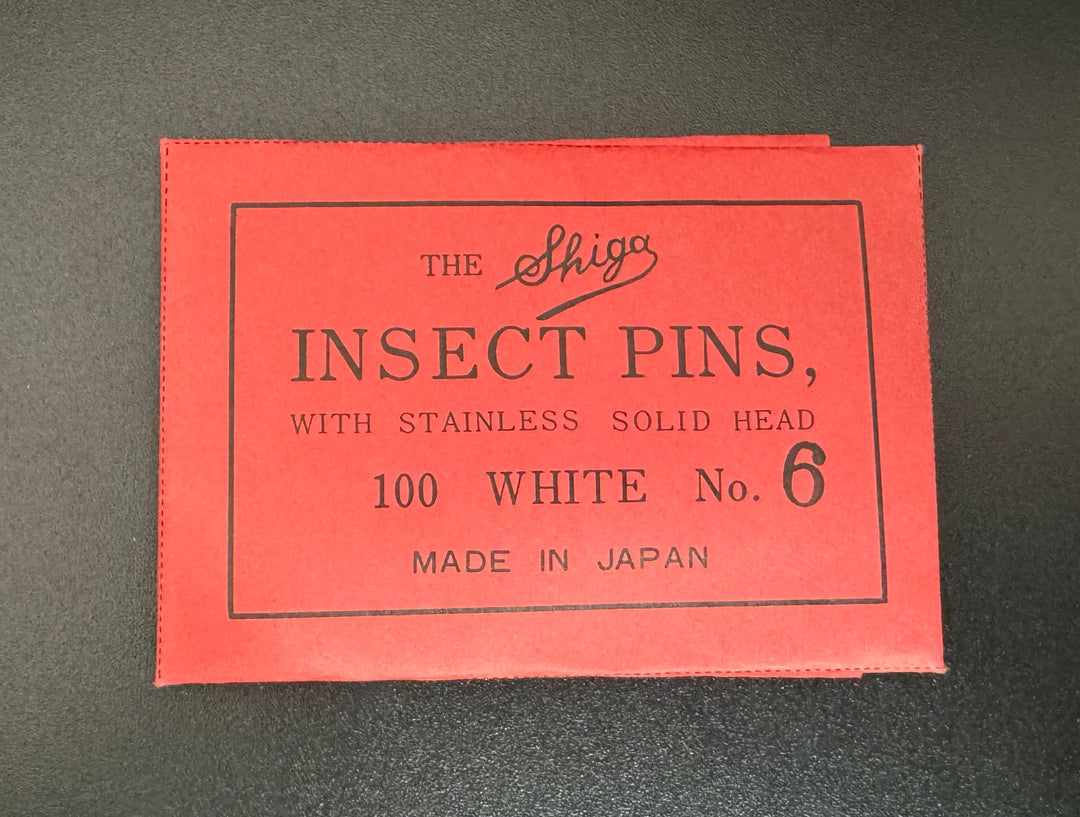 THE Shiga
INSECT PINS,
WITH STAINLESS SOLID HEAD
100 WHITE No. 6
MADE IN JAPAN